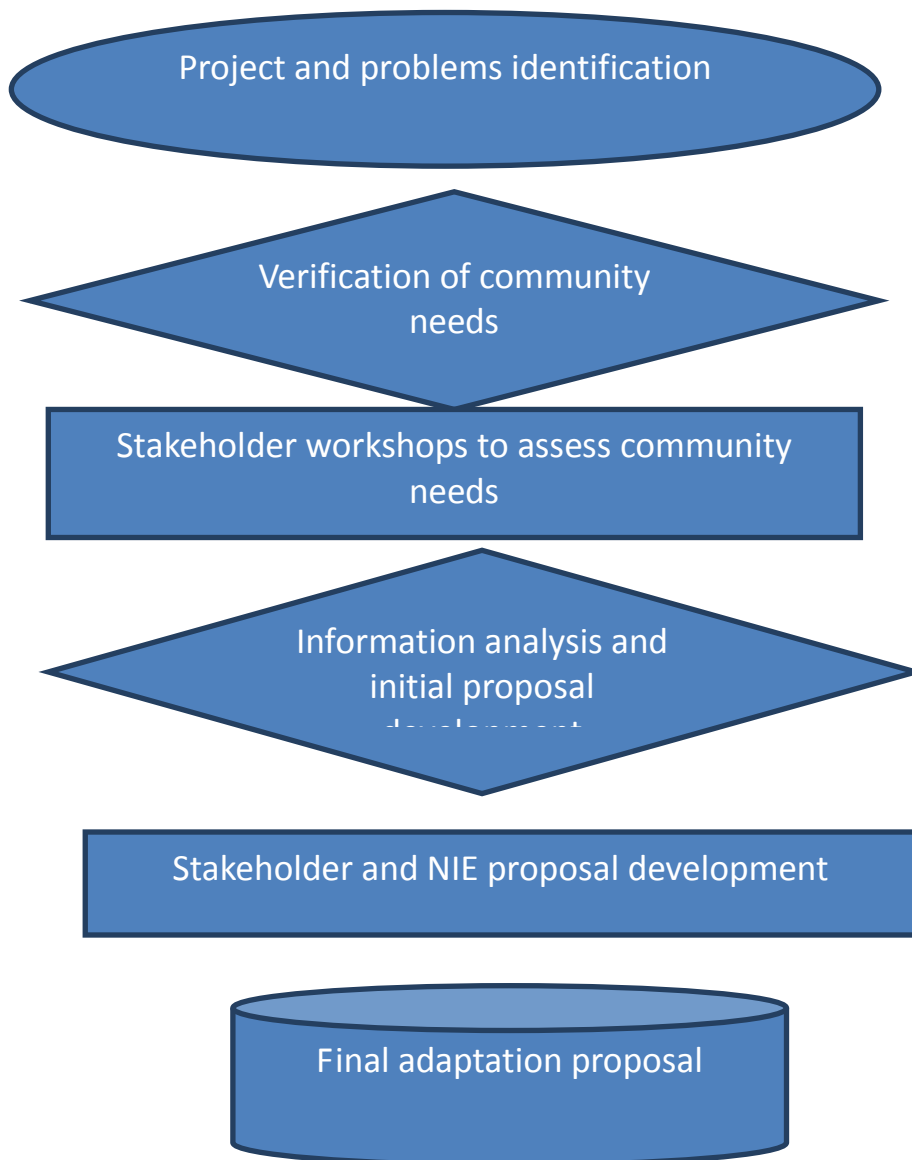 Project and problems identification
Verification of community
needs
Stakeholder workshops to assess community
needs
Information analysis and
initial proposal
development
Stakeholder and NIE proposal development
Final adaptation proposal